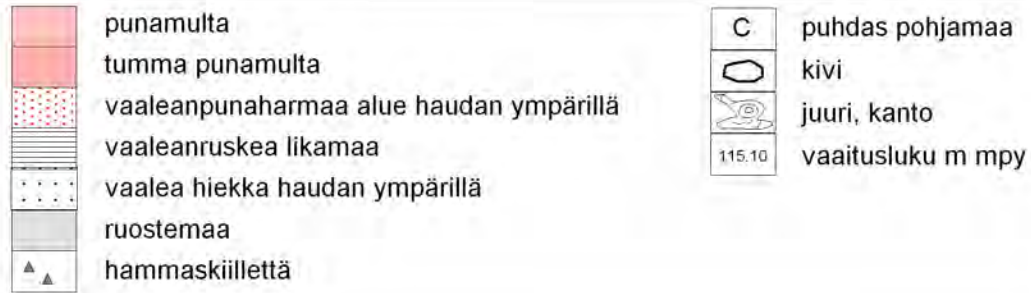 punamulta
tumma punamulta
vaaleanpunaharmaa alue haudan ympärillä
vaaleanruskea likamaa
vaalea hiekka haudan ympärillä
ruostemaa
hammaskiillettä
C puhdas pohjamaa
kivi
juuri, kanto
115.10 vaaitusluku m mpy